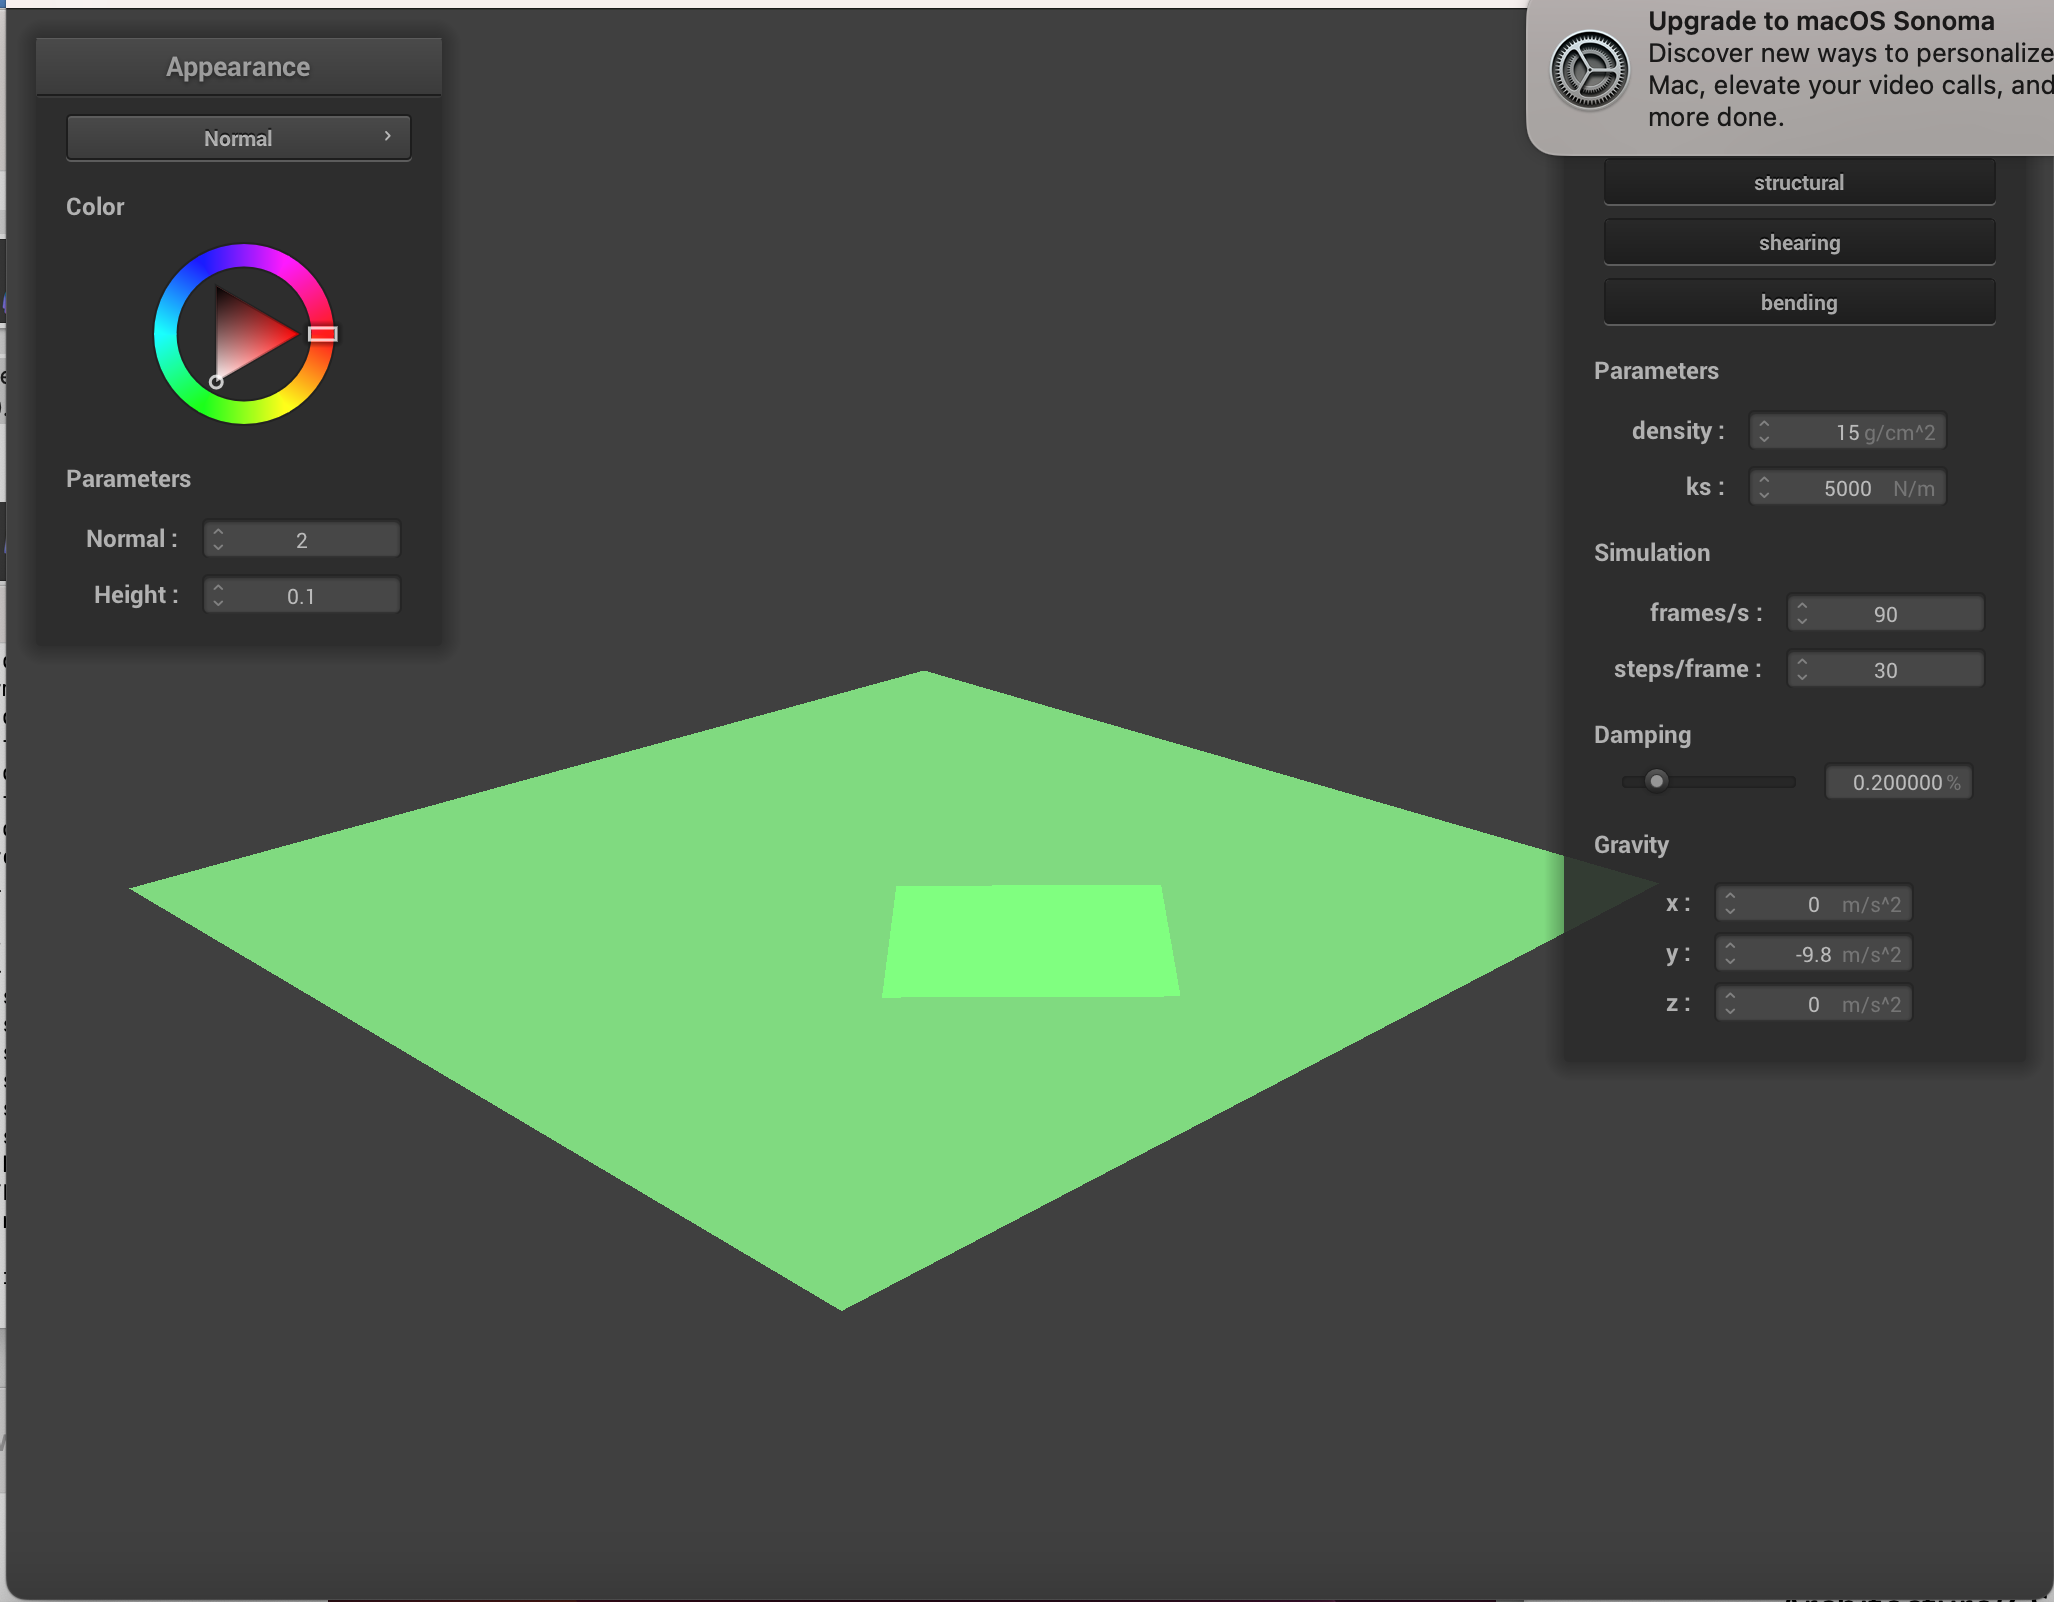 Upgrade to macOS Sonoma
Discover new ways to personalize
Mac, elevate your video calls, and
more done.
Appearance
Normal
Color
Parameters
Normal : 2
Height : 0.1
structural
shearing
bending
Parameters
density : 15 g/cm^2
ks : 5000 N/m
Simulation
frames/s : 90
steps/frame : 30
Damping
0.200000 %
Gravity
x : 0 m/s^2
y : -9.8 m/s^2
z : 0 m/s^2